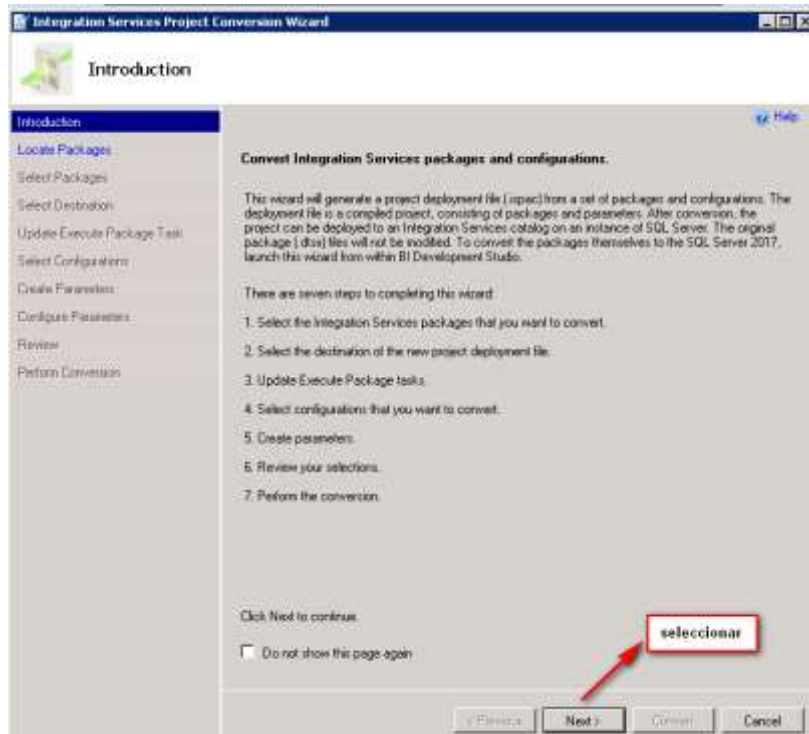 Integration Services Project Conversion Wizard
Introduction
Help
Introduction
Locate Packages
Select Packages
Select Destination
Update Execute Package Task
Select Configurations
Create Parameters
Configure Parameters
Review
Perform Conversion
Convert Integration Services packages and configurations.
This wizard will generate a project deployment file (.ispac) from a set of packages and configurations. The
deployment file is a compiled project, consisting of packages and parameters. After conversion, the
project can be deployed to an Integration Services catalog on an instance of SQL Server. The original
package (.dtsx) files will not be modified. To convert the packages themselves to the SQL Server 2017,
launch this wizard from within BI Development Studio.
There are seven steps to completing this wizard:
1. Select the Integration Services packages that you want to convert.
2. Select the destination of the new project deployment file.
3. Update Execute Package tasks.
4. Select configurations that you want to convert.
5. Create parameters.
6. Review your selections.
7. Perform the conversion.
Click Next to continue.
seleccionar
Do not show this page again
< Previous
Next >
Convert
Cancel